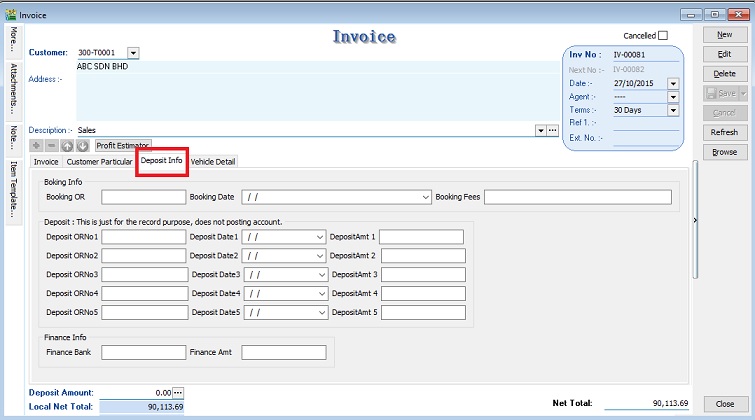 Invoice
Invoice
Cancelled
Customer: 300-T0001
ABC SDN BHD
Address :-
Inv No : IV-00081
Next No :- IV-00082
Date :- 27/10/2015
Agent :- ----
Terms :- 30 Days
Ref 1. :-
Ext. No. :-
Description :- Sales
Profit Estimator
Invoice Customer Particular Deposit Info Vehicle Detail
Boking Info
Booking OR Booking Date / / Booking Fees
Deposit : This is just for the record purpose, does not posting account.
Deposit ORNo1 Deposit Date1 / / DepositAmt 1
Deposit ORNo2 Deposit Date2 / / DepositAmt 2
Deposit ORNo3 Deposit Date3 / / DepositAmt 3
Deposit ORNo4 Deposit Date4 / / DepositAmt 4
Deposit ORNo5 Deposit Date5 / / DepositAmt 5
Finance Info
Finance Bank Finance Amt
Deposit Amount: 0.00
Local Net Total: 90,113.69
Net Total: 90,113.69
More...
Attachments...
Note...
Item Template...
New
Edit
Delete
Save
Cancel
Refresh
Browse
Close